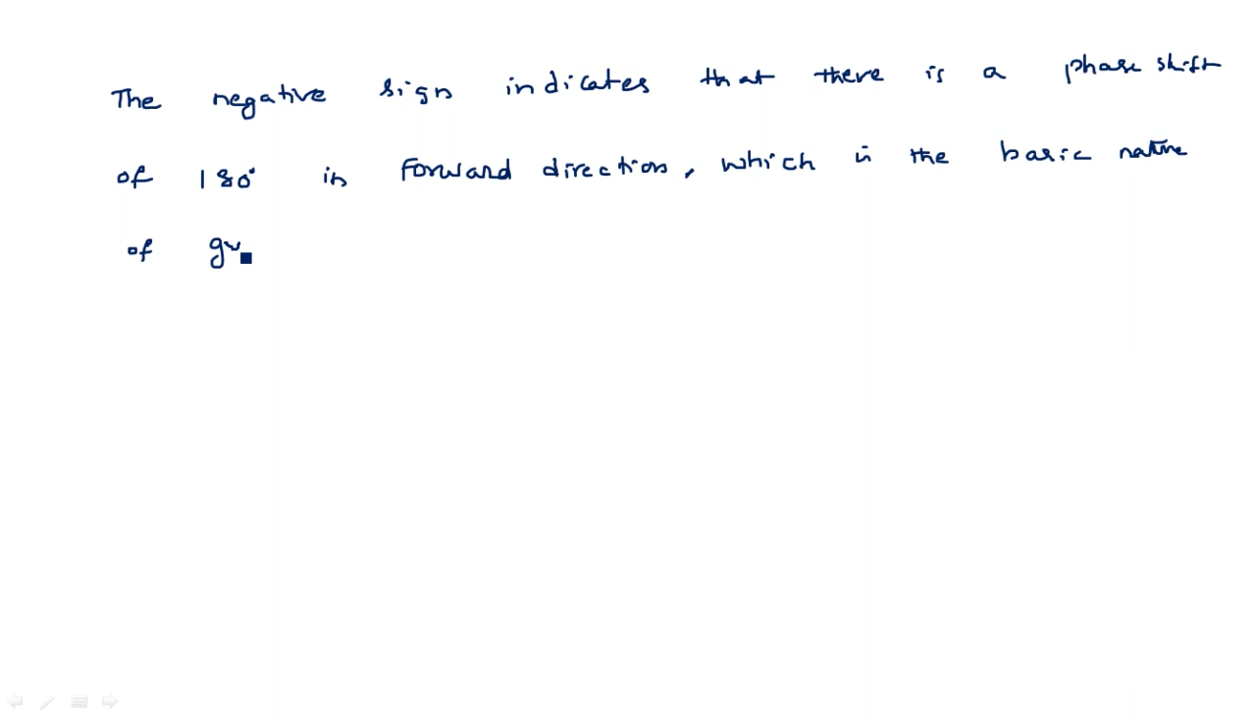 The negative sign indicates that there is a phase shift
of 180° in forward direction, which is the basic nature
of